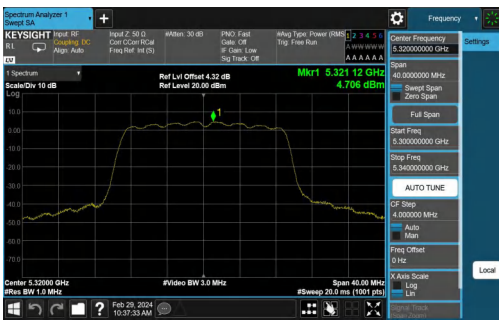 Spectrum Analyzer 1
Swept SA
Frequency
KEYSIGHT
RL
Input: RF
Coupling: DC
Align: Auto
Input Z: 50 Ω
Corr CCorr RCal
Freq Ref: Int (S)
#Atten: 30 dB
PNO: Fast
Gate: Off
IF Gain: Low
Sig Track: Off
#Avg Type: Power (RMS
Trig: Free Run
1 2 3 4 5 6
A W W W W W
A A A A A A
LV
1 Spectrum
Scale/Div 10 dB
Log
Ref Lvl Offset 4.32 dB
Ref Level 20.00 dBm
Mkr1 5.321 12 GHz
4.706 dBm
1
10.0
0.00
-10.0
-20.0
-30.0
-40.0
-50.0
-60.0
-70.0
Center 5.32000 GHz
#Res BW 1.0 MHz
#Video BW 3.0 MHz
Span 40.00 MHz
#Sweep 20.0 ms (1001 pts)
Feb 29, 2024
10:37:33 AM
Center Frequency
5.320000000 GHz
Settings
Span
40.0000000 MHz
Swept Span
Zero Span
Full Span
Start Freq
5.300000000 GHz
Stop Freq
5.340000000 GHz
AUTO TUNE
CF Step
4.000000 MHz
Auto
Man
Freq Offset
0 Hz
X Axis Scale
Log
Lin
Local
Signal Track